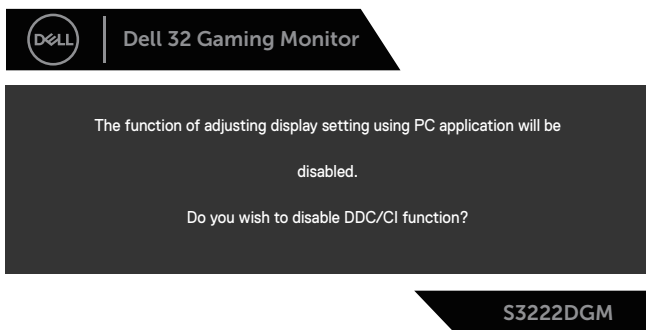 DELL
Dell 32 Gaming Monitor
The function of adjusting display setting using PC application will be
disabled.
Do you wish to disable DDC/CI function?
S3222DGM